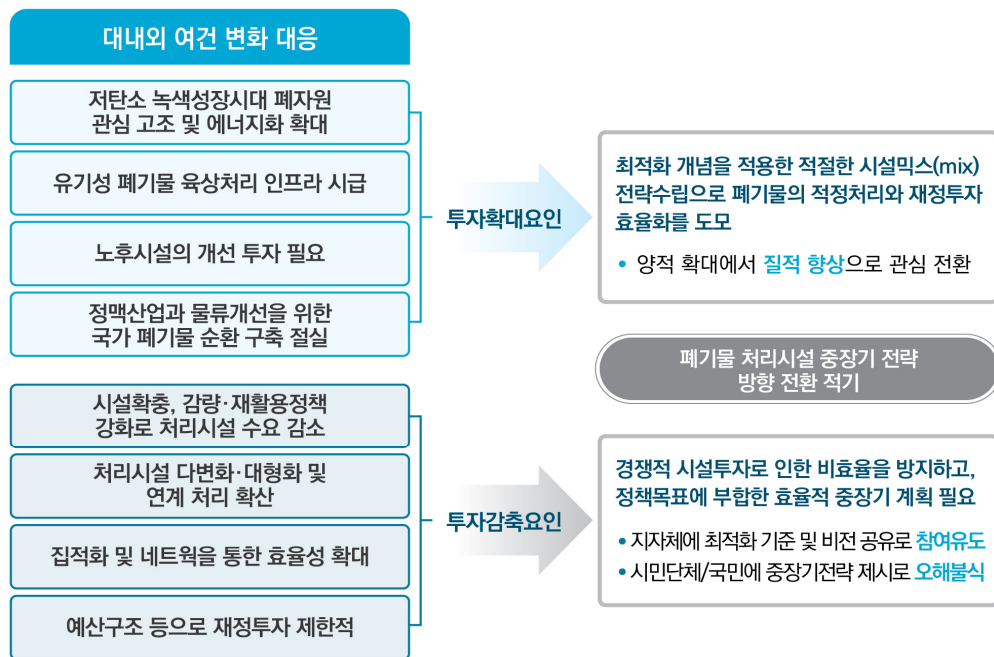 대내외 여건 변화 대응
저탄소 녹색성장시대 폐자원
관심 고조 및 에너지화 확대
유기성 폐기물 육상처리 인프라 시급
노후시설의 개선 투자 필요
정맥산업과 물류개선을 위한
국가 폐기물 순환 구축 절실
투자확대요인
최적화 개념을 적용한 적절한 시설믹스(mix)
전략수립으로 폐기물의 적정처리와 재정투자
효율화를 도모
• 양적 확대에서 질적 향상으로 관심 전환
폐기물 처리시설 중장기 전략
방향 전환 적기
시설확충, 감량·재활용정책
강화로 처리시설 수요 감소
처리시설 다변화·대형화 및
연계 처리 확산
집적화 및 네트웍을 통한 효율성 확대
예산구조 등으로 재정투자 제한적
투자감축요인
경쟁적 시설투자로 인한 비효율을 방지하고,
정책목표에 부합한 효율적 중장기 계획 필요
• 지자체에 최적화 기준 및 비전 공유로 참여유도
• 시민단체/국민에 중장기전략 제시로 오해불식